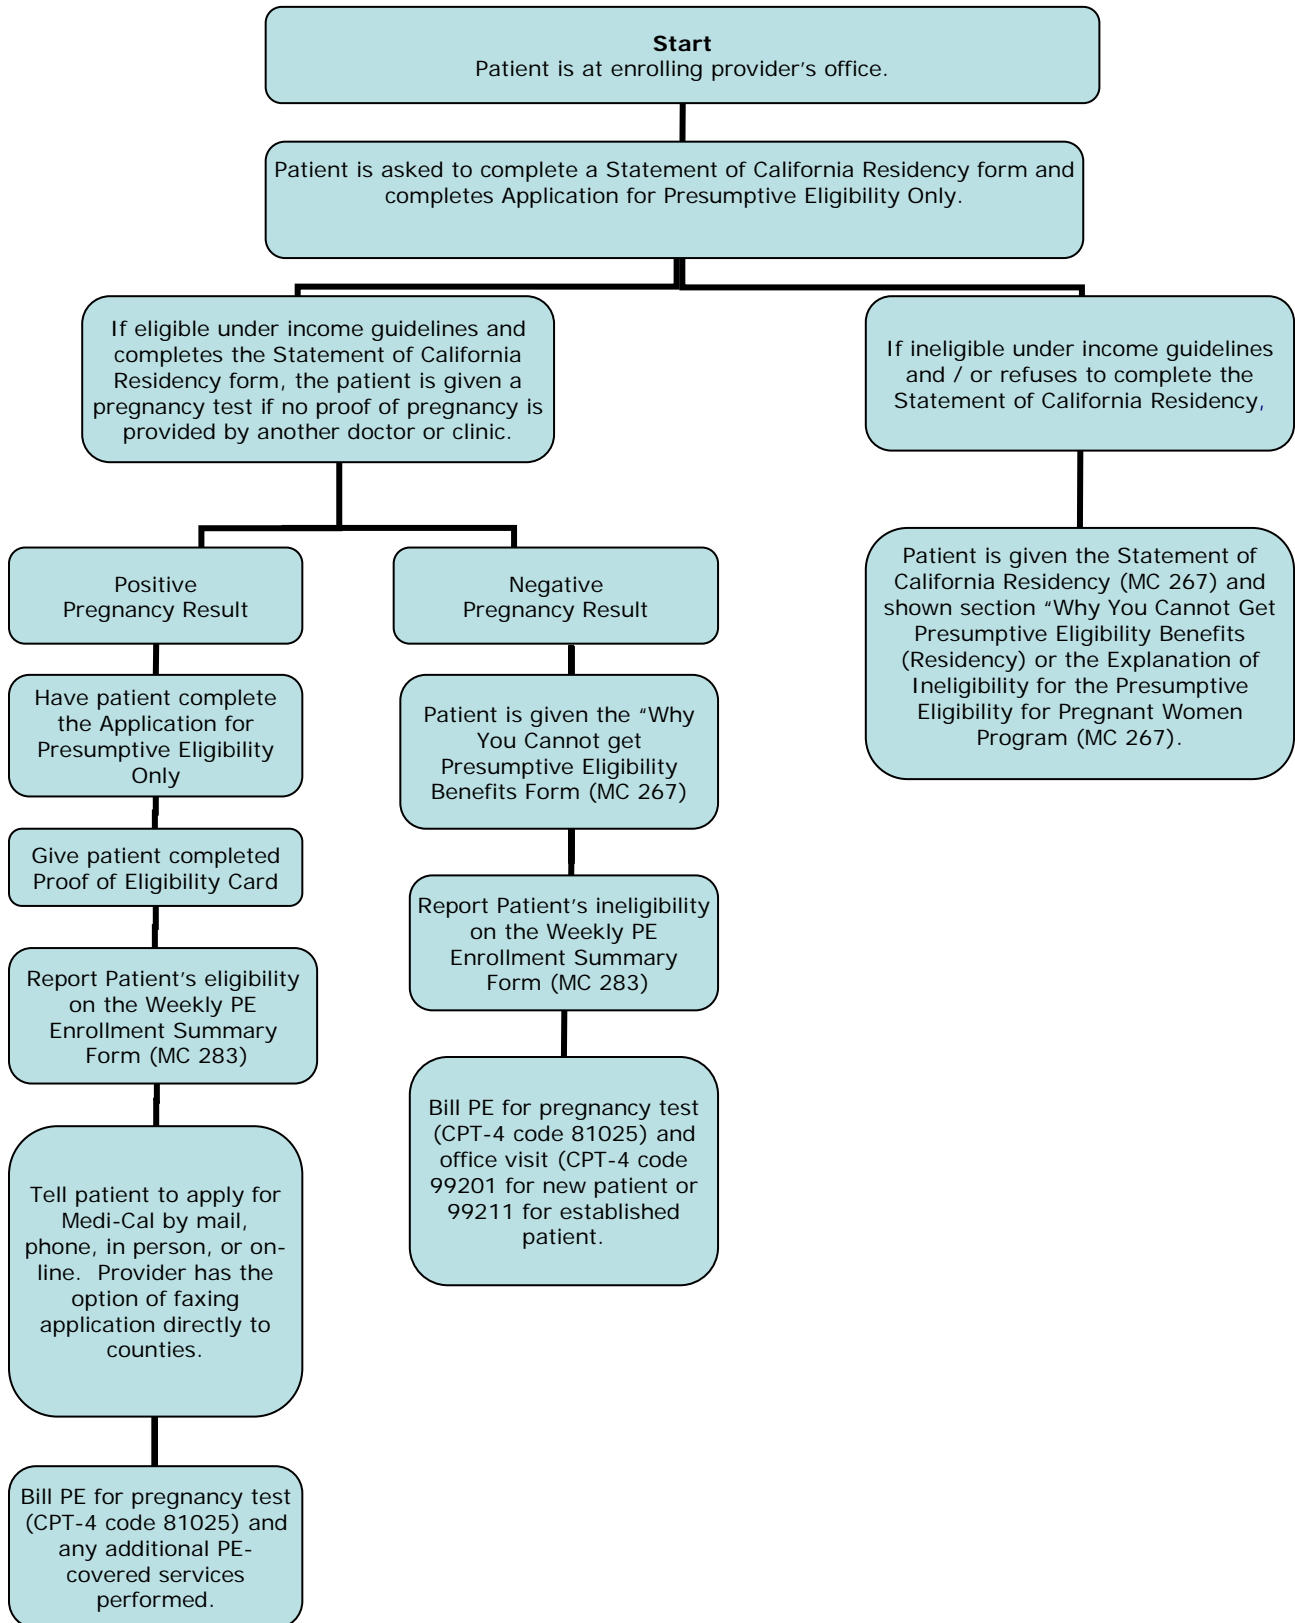 Start
Patient is at enrolling provider's office.
Patient is asked to complete a Statement of California Residency form and
completes Application for Presumptive Eligibility Only.
If eligible under income guidelines and
completes the Statement of California
Residency form, the patient is given a
pregnancy test if no proof of pregnancy is
provided by another doctor or clinic.
If ineligible under income guidelines
and / or refuses to complete the
Statement of California Residency,
Positive
Pregnancy Result
Have patient complete
the Application for
Presumptive Eligibility
Only
Give patient completed
Proof of Eligibility Card
Report Patient's eligibility
on the Weekly PE
Enrollment Summary
Form (MC 283)
Tell patient to apply for
Medi-Cal by mail,
phone, in person, or on-
line.  Provider has the
option of faxing
application directly to
counties.
Bill PE for pregnancy test
(CPT-4 code 81025) and
any additional PE-
covered services
performed.
Negative
Pregnancy Result
Patient is given the "Why
You Cannot get
Presumptive Eligibility
Benefits Form (MC 267)
Report Patient's ineligibility
on the Weekly PE
Enrollment Summary
Form (MC 283)
Bill PE for pregnancy test
(CPT-4 code 81025) and
office visit (CPT-4 code
99201 for new patient or
99211 for established
patient.
Patient is given the Statement of
California Residency (MC 267) and
shown section "Why You Cannot Get
Presumptive Eligibility Benefits
(Residency) or the Explanation of
Ineligibility for the Presumptive
Eligibility for Pregnant Women
Program (MC 267).